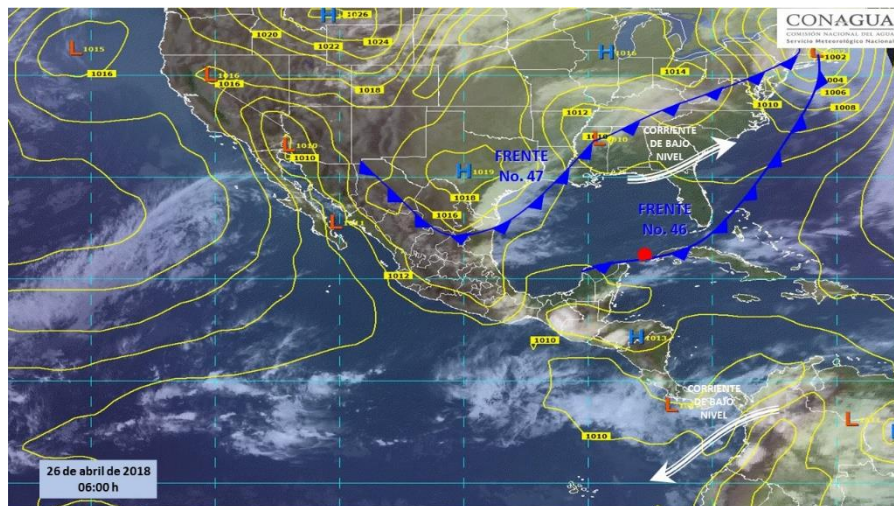 CONAGUA
COMISIÓN NACIONAL DEL AGUA
Servicio Meteorológico Nacional
H
H 1026
1020
1022
1024
L 1015
1016
L 1016
1016
1018
H 1016
1014
L
1002
1006
1008
1010
1012
L 1010
L 1010
1010
CORRIENTE
DE BAJO
NIVEL
FRENTE
No. 47
H 1019
1018
1016
FRENTE
No. 46
L
1012
1010
H 1013
CORRIENTE
DE BAJO
NIVEL
L
1010
L
26 de abril de 2018
06:00 h